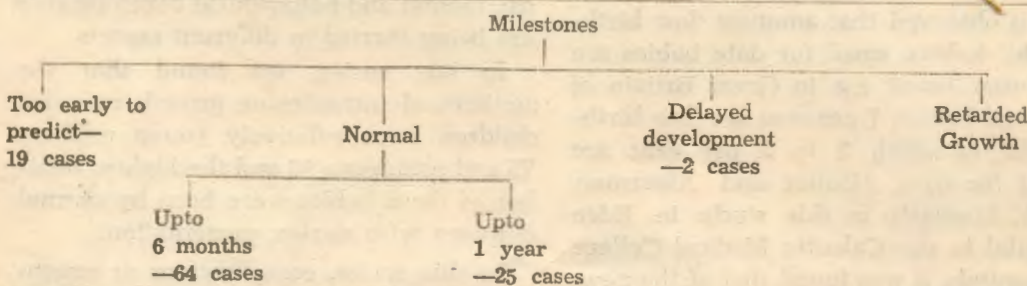 Milestones
Too early to
predict—
19 cases
Normal
Delayed
development
—2 cases
Retarded
Growth
Upto
6 months
—64 cases
Upto
1 year
—25 cases